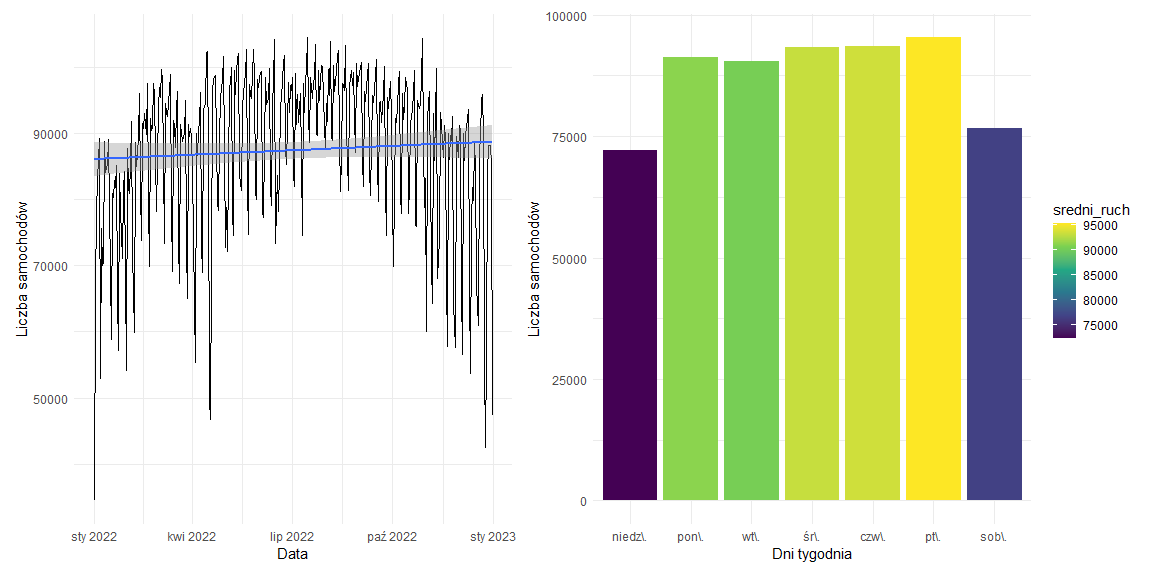 Liczba samochodów
90000
70000
50000
sty 2022
kwi 2022
lip 2022
paź 2022
sty 2023
Data
Liczba samochodów
100000
75000
50000
25000
0
niedz\.
pon\.
wt\.
śr\.
czw\.
pt\.
sob\.
Dni tygodnia
sredni_ruch
95000
90000
85000
80000
75000